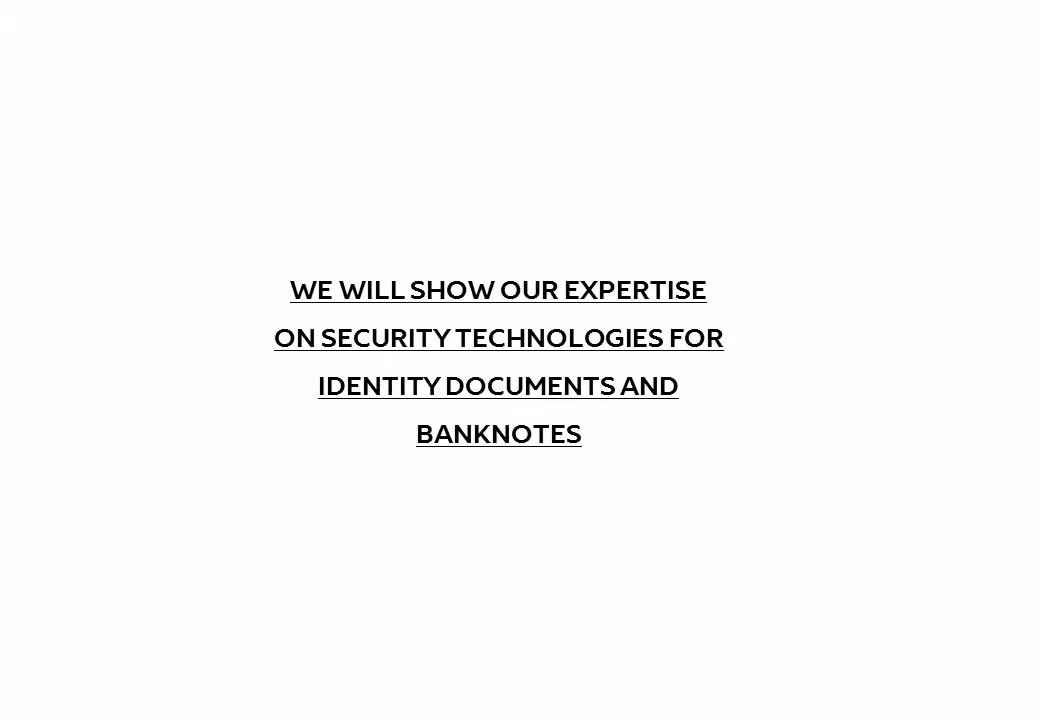 WE WILL SHOW OUR EXPERTISE
ON SECURITY TECHNOLOGIES FOR
IDENTITY DOCUMENTS AND
BANKNOTES